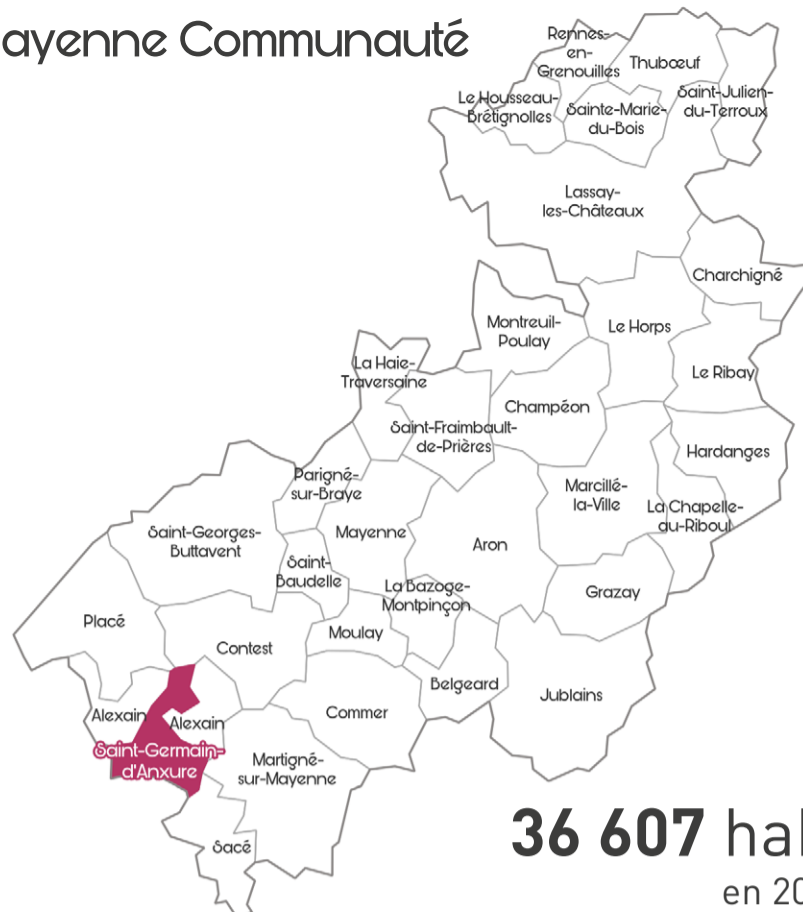 ayenne Communauté
Rennes-
en-
Grenouilles
Thubœuf
Le Housseau-
Brétignolles
Sainte-Marie-
du-Bois
Saint-Julien-
du-Terroux
Lassay-
les-Châteaux
Charchigné
Montreuil-
Poulay
Le Horps
La Haie-
Traversaine
Le Ribay
Champéon
Saint-Fraimbault-
de-Prières
Hardanges
Parigné-
sur-Braye
Marcillé-
la-Ville
La Chapelle-
au-Riboul
Saint-Georges-
Buttavent
Mayenne
Aron
Saint-
Baudelle
La Bazoge-
Montpinçon
Grazay
Placé
Contest
Moulay
Belgeard
Jublains
Alexain
Alexain
Commer
Saint-Germain-
d'Anxure
Martigné-
sur-Mayenne
Sacé
36 607 hal
en 20